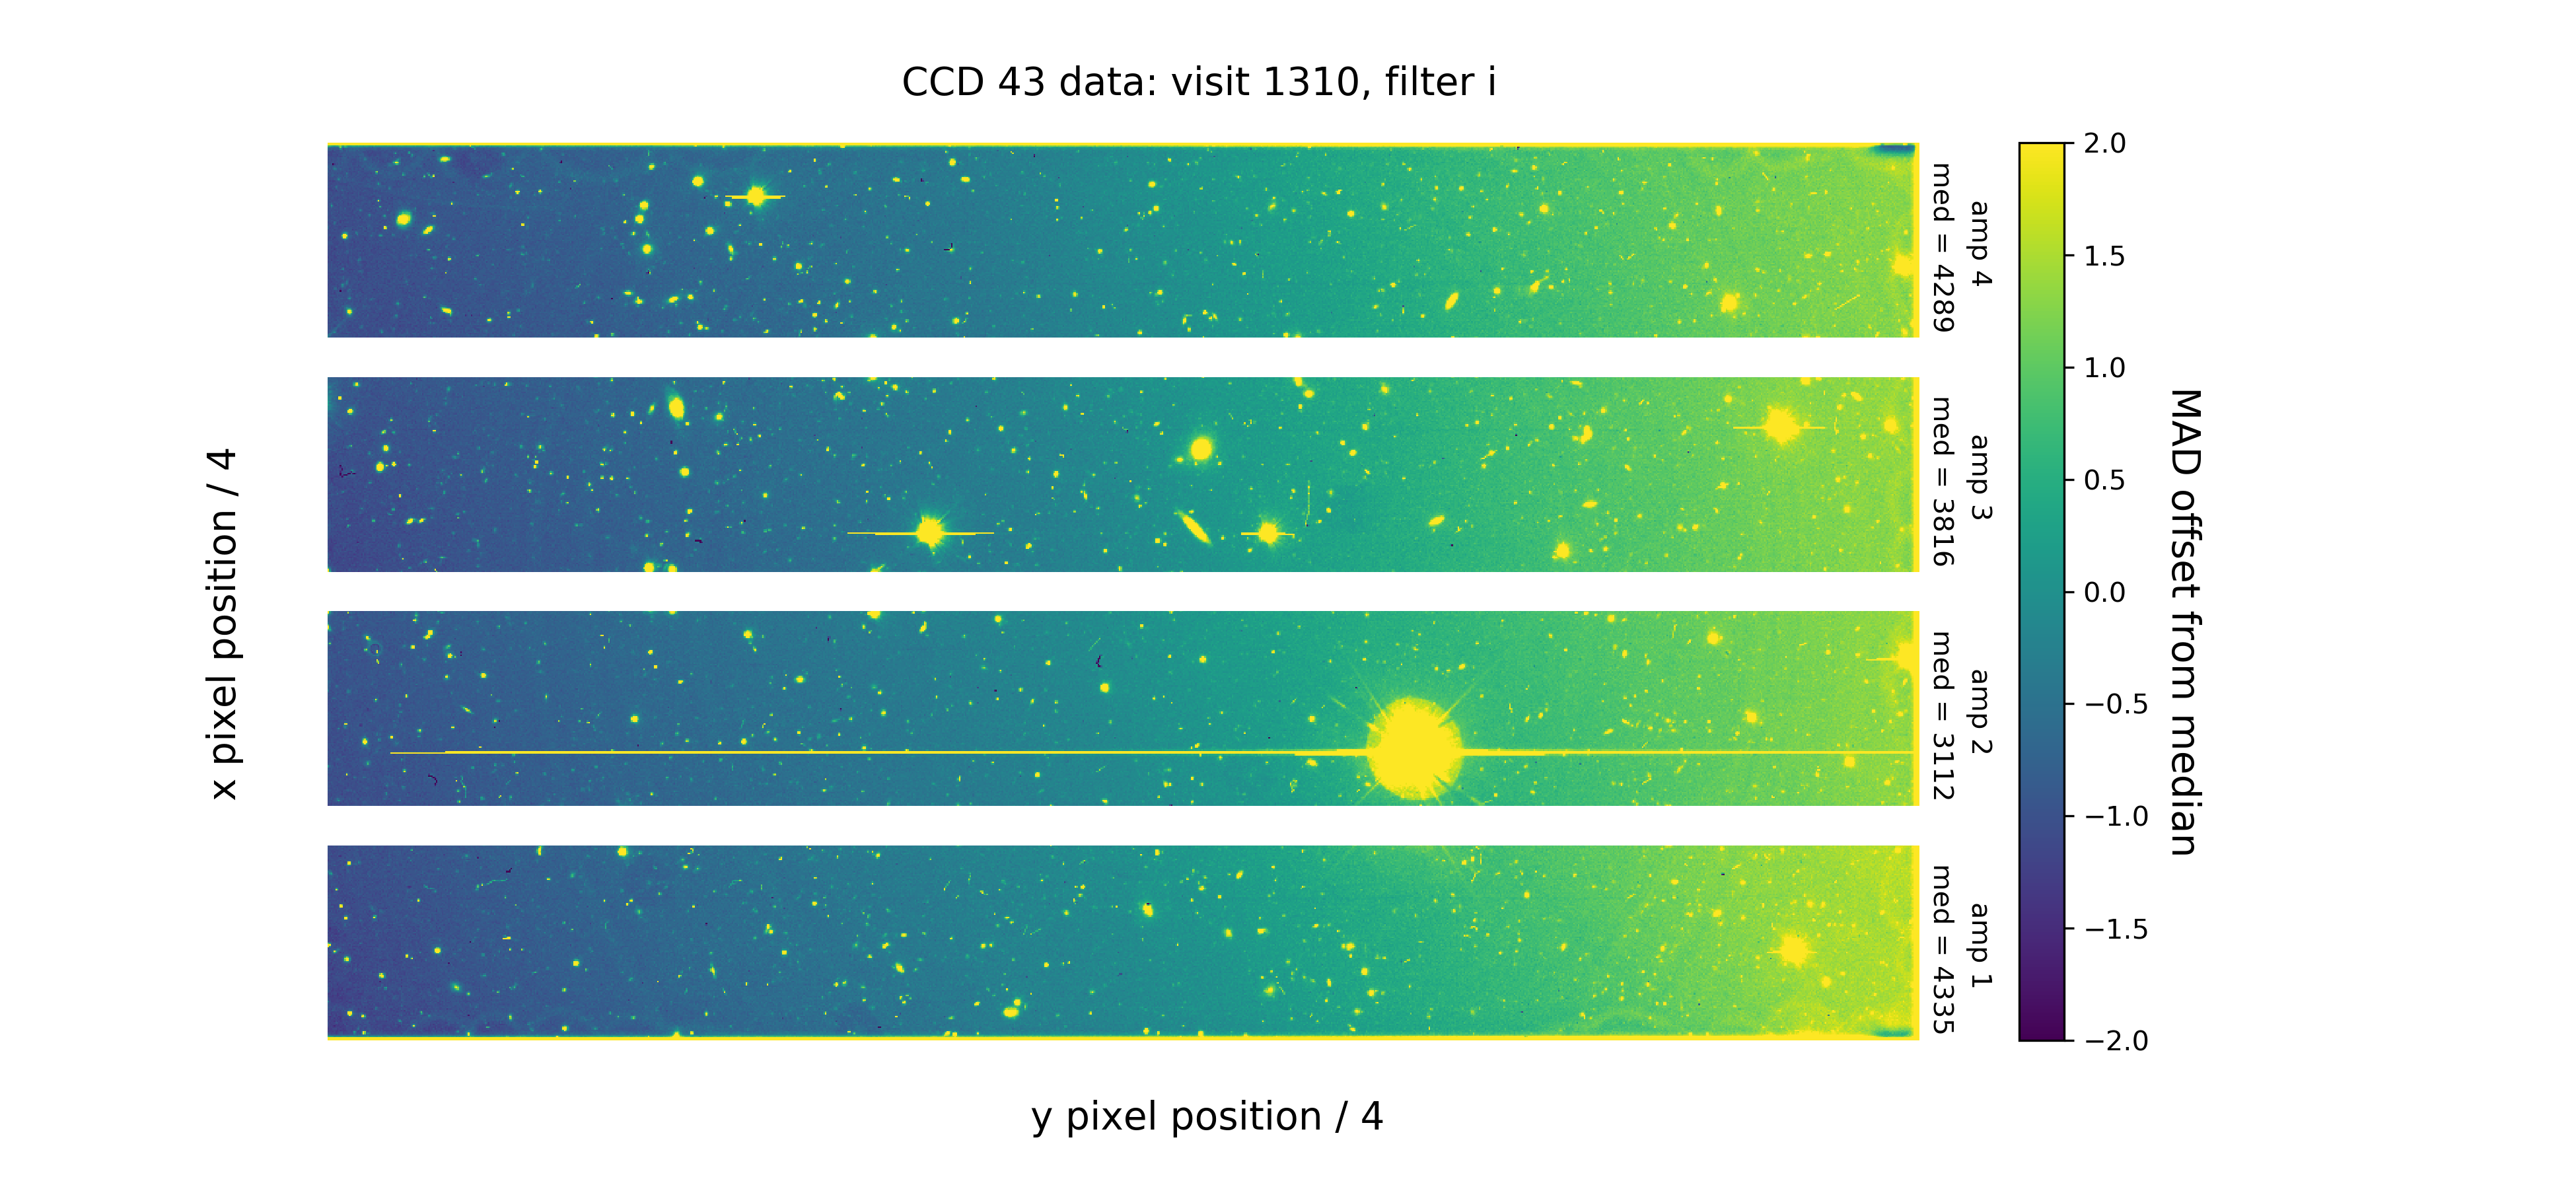 CCD 43 data: visit 1310, filter i
x pixel position / 4
y pixel position / 4
amp 4
med = 4289
amp 3
med = 3816
amp 2
med = 3112
amp 1
med = 4335
2.0
1.5
1.0
0.5
0.0
−0.5
−1.0
−1.5
−2.0
MAD offset from median